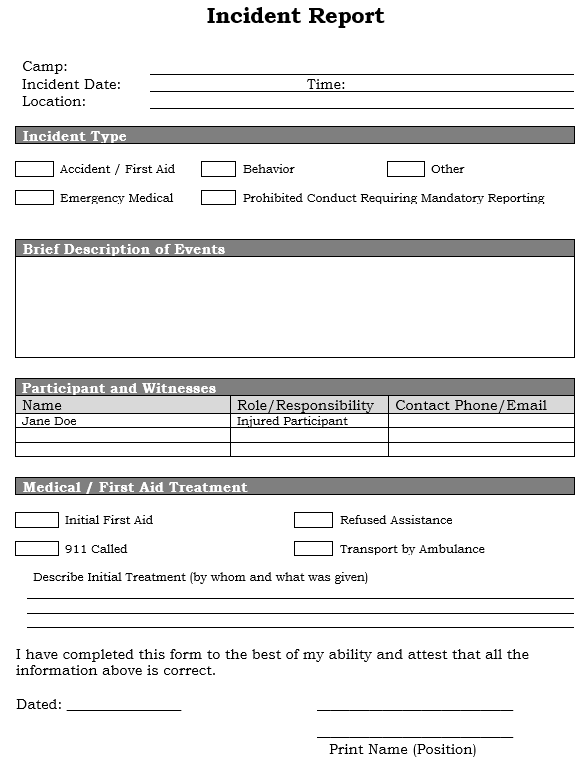 Incident Report
Camp:
Incident Date: Time:
Location:
Incident Type
Accident / First Aid Behavior Other
Emergency Medical Prohibited Conduct Requiring Mandatory Reporting
Brief Description of Events
Participant and Witnesses
Name Role/Responsibility Contact Phone/Email
Jane Doe Injured Participant
Medical / First Aid Treatment
Initial First Aid Refused Assistance
911 Called Transport by Ambulance
Describe Initial Treatment (by whom and what was given)
I have completed this form to the best of my ability and attest that all the
information above is correct.
Dated:
Print Name (Position)